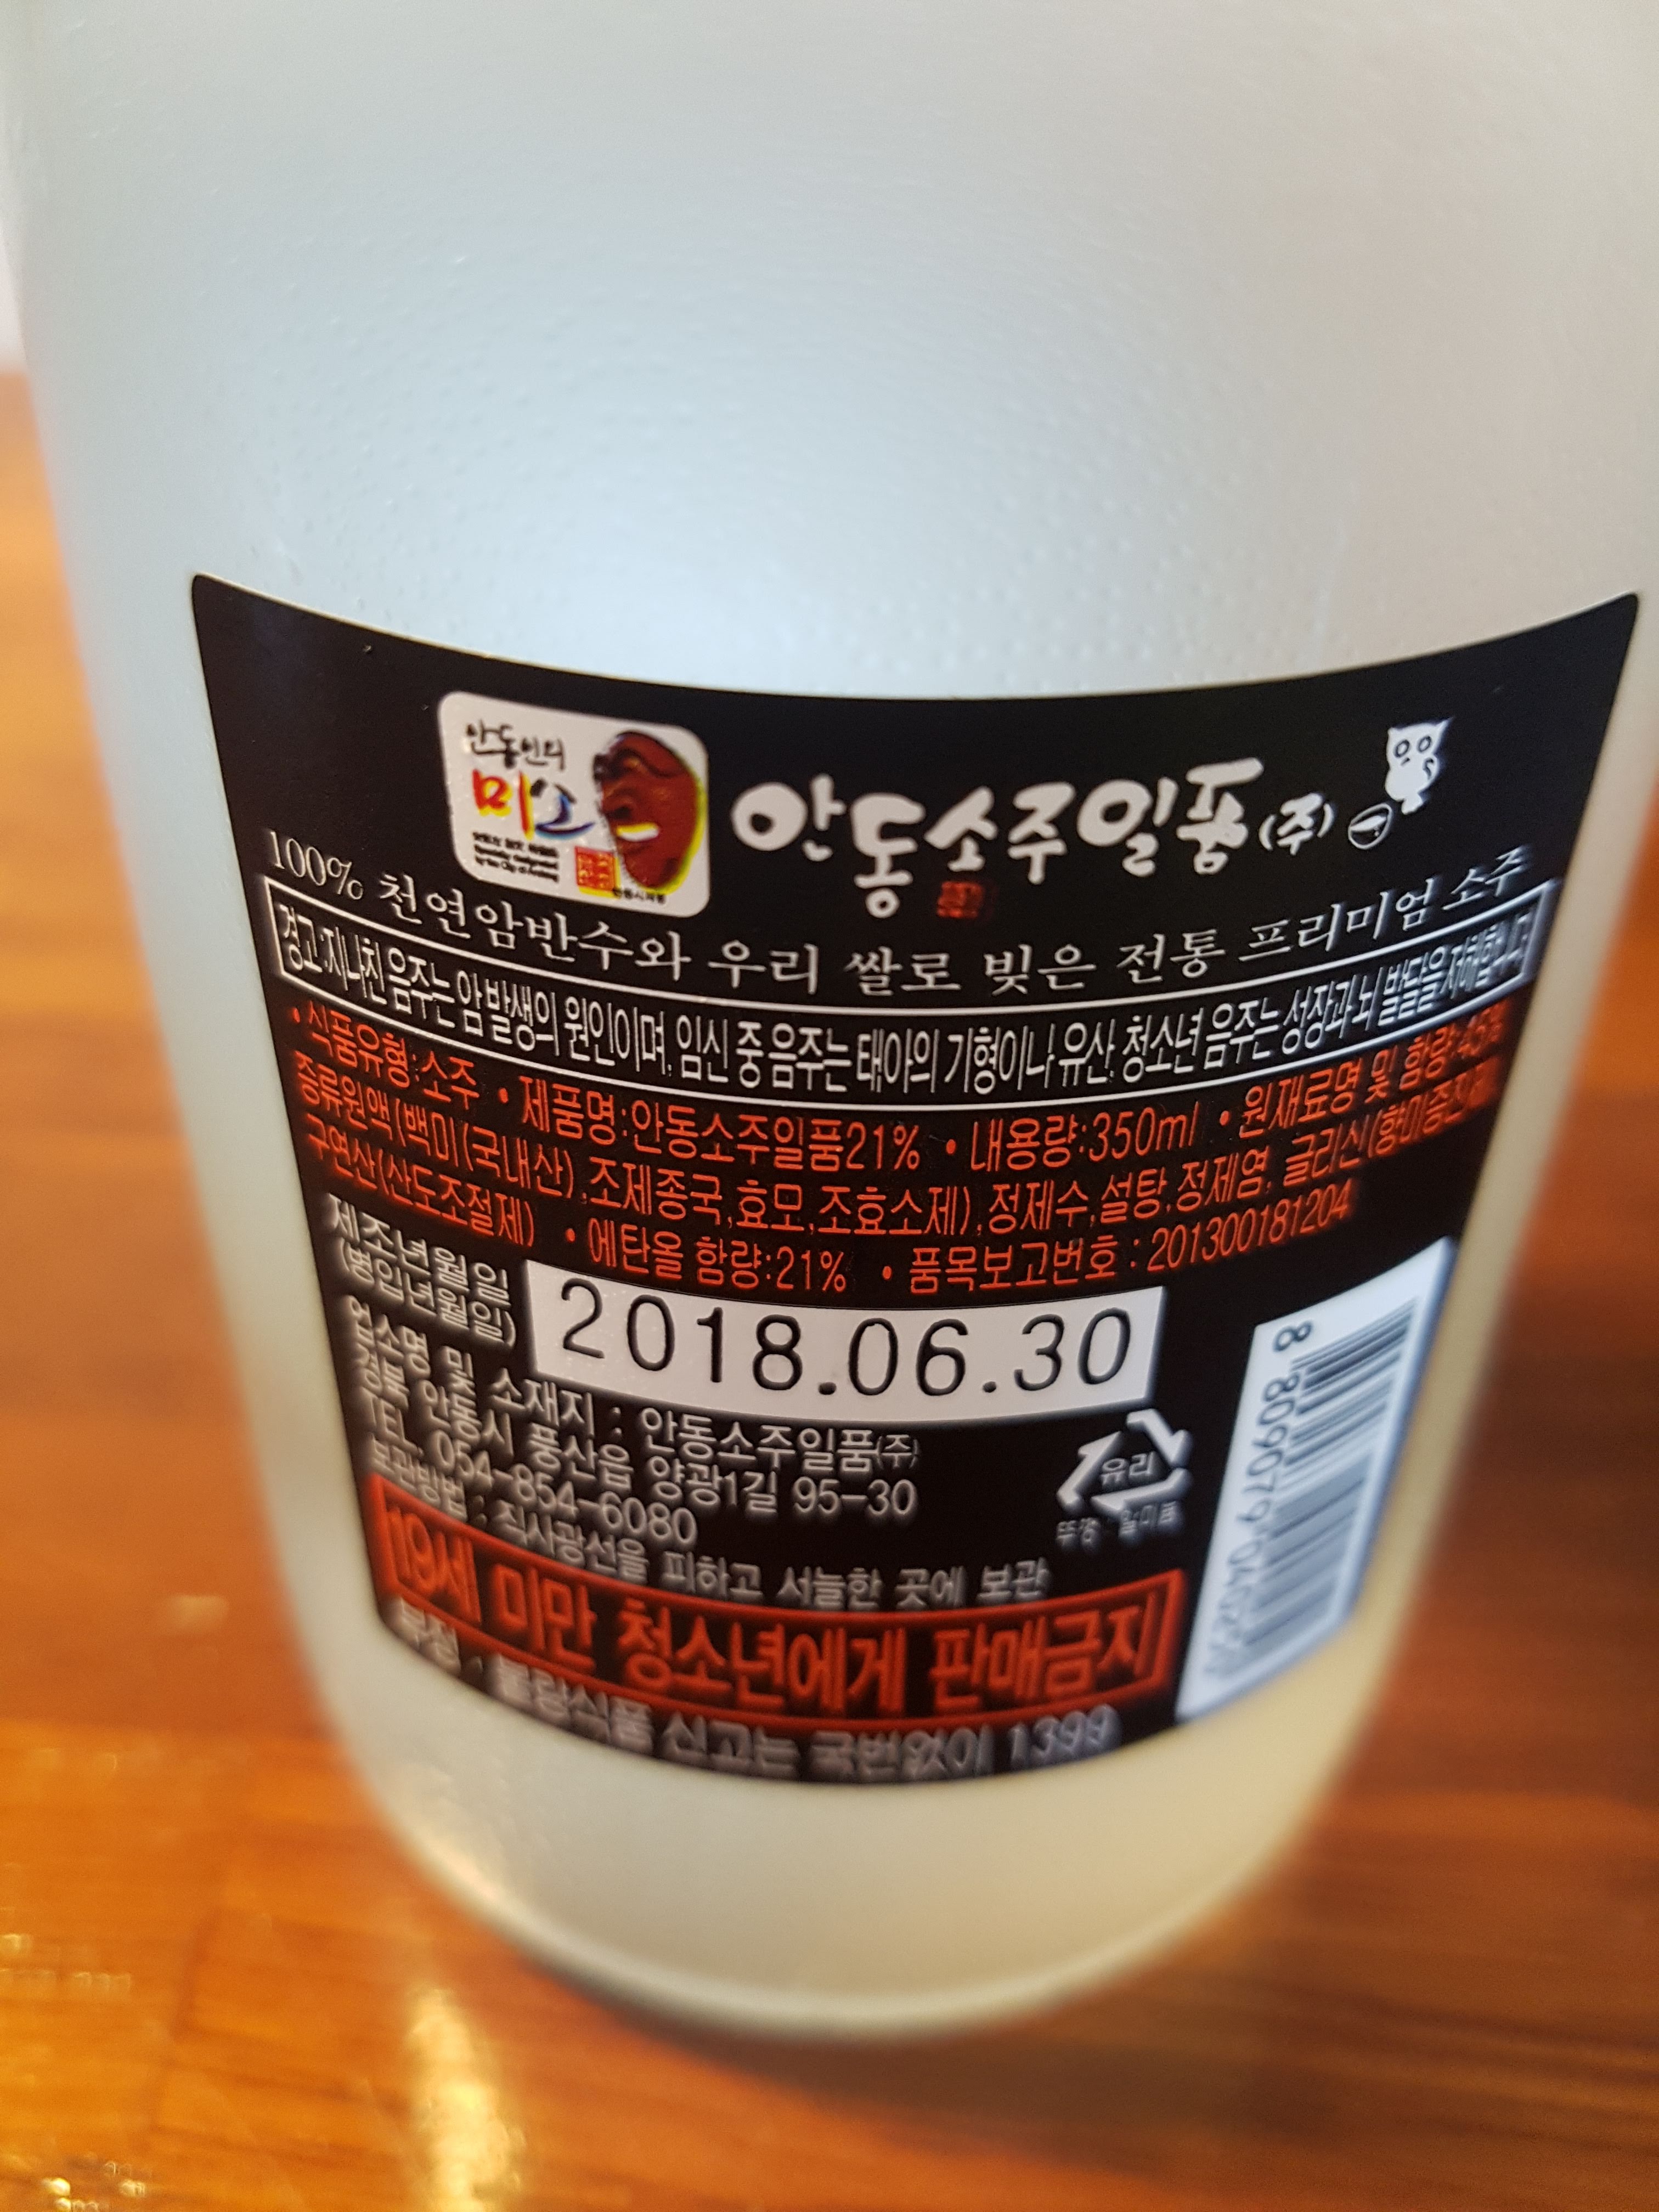 안동인의
미소
안동소주일품(주)
100% 천연암반수와 우리 쌀로 빚은 전통 프리미엄 소주
경고:지나친 음주는 암 발생의 원인이며, 임신 중 음주는 태아의 기형이나 유산, 청소년 음주는 성장과 뇌 발달을 저해합니다
• 식품유형:소주 • 제품명:안동소주일품21% • 내용량:350ml • 원재료명 및 함량:45%
증류원액(백미(국내산),조제종국,효모,조효소제),정제수,설탕,정제염, 글리신(향미증진제),
구연산(산도조절제) • 에탄올 함량:21% • 품목보고번호 : 201300181204
제조년월일
(병입년월일)
2018.06.30
업소명 및 소재지 : 안동소주일품(주)
경북 안동시 풍산읍 양광1길 95-30
TEL. 054-854-6080
보관방법 : 직사광선을 피하고 서늘한 곳에 보관
유리
뚜껑 : 알미늄
19세 미만 청소년에게 판매금지
부정 · 불량식품 신고는 국번없이 1399
8 809079